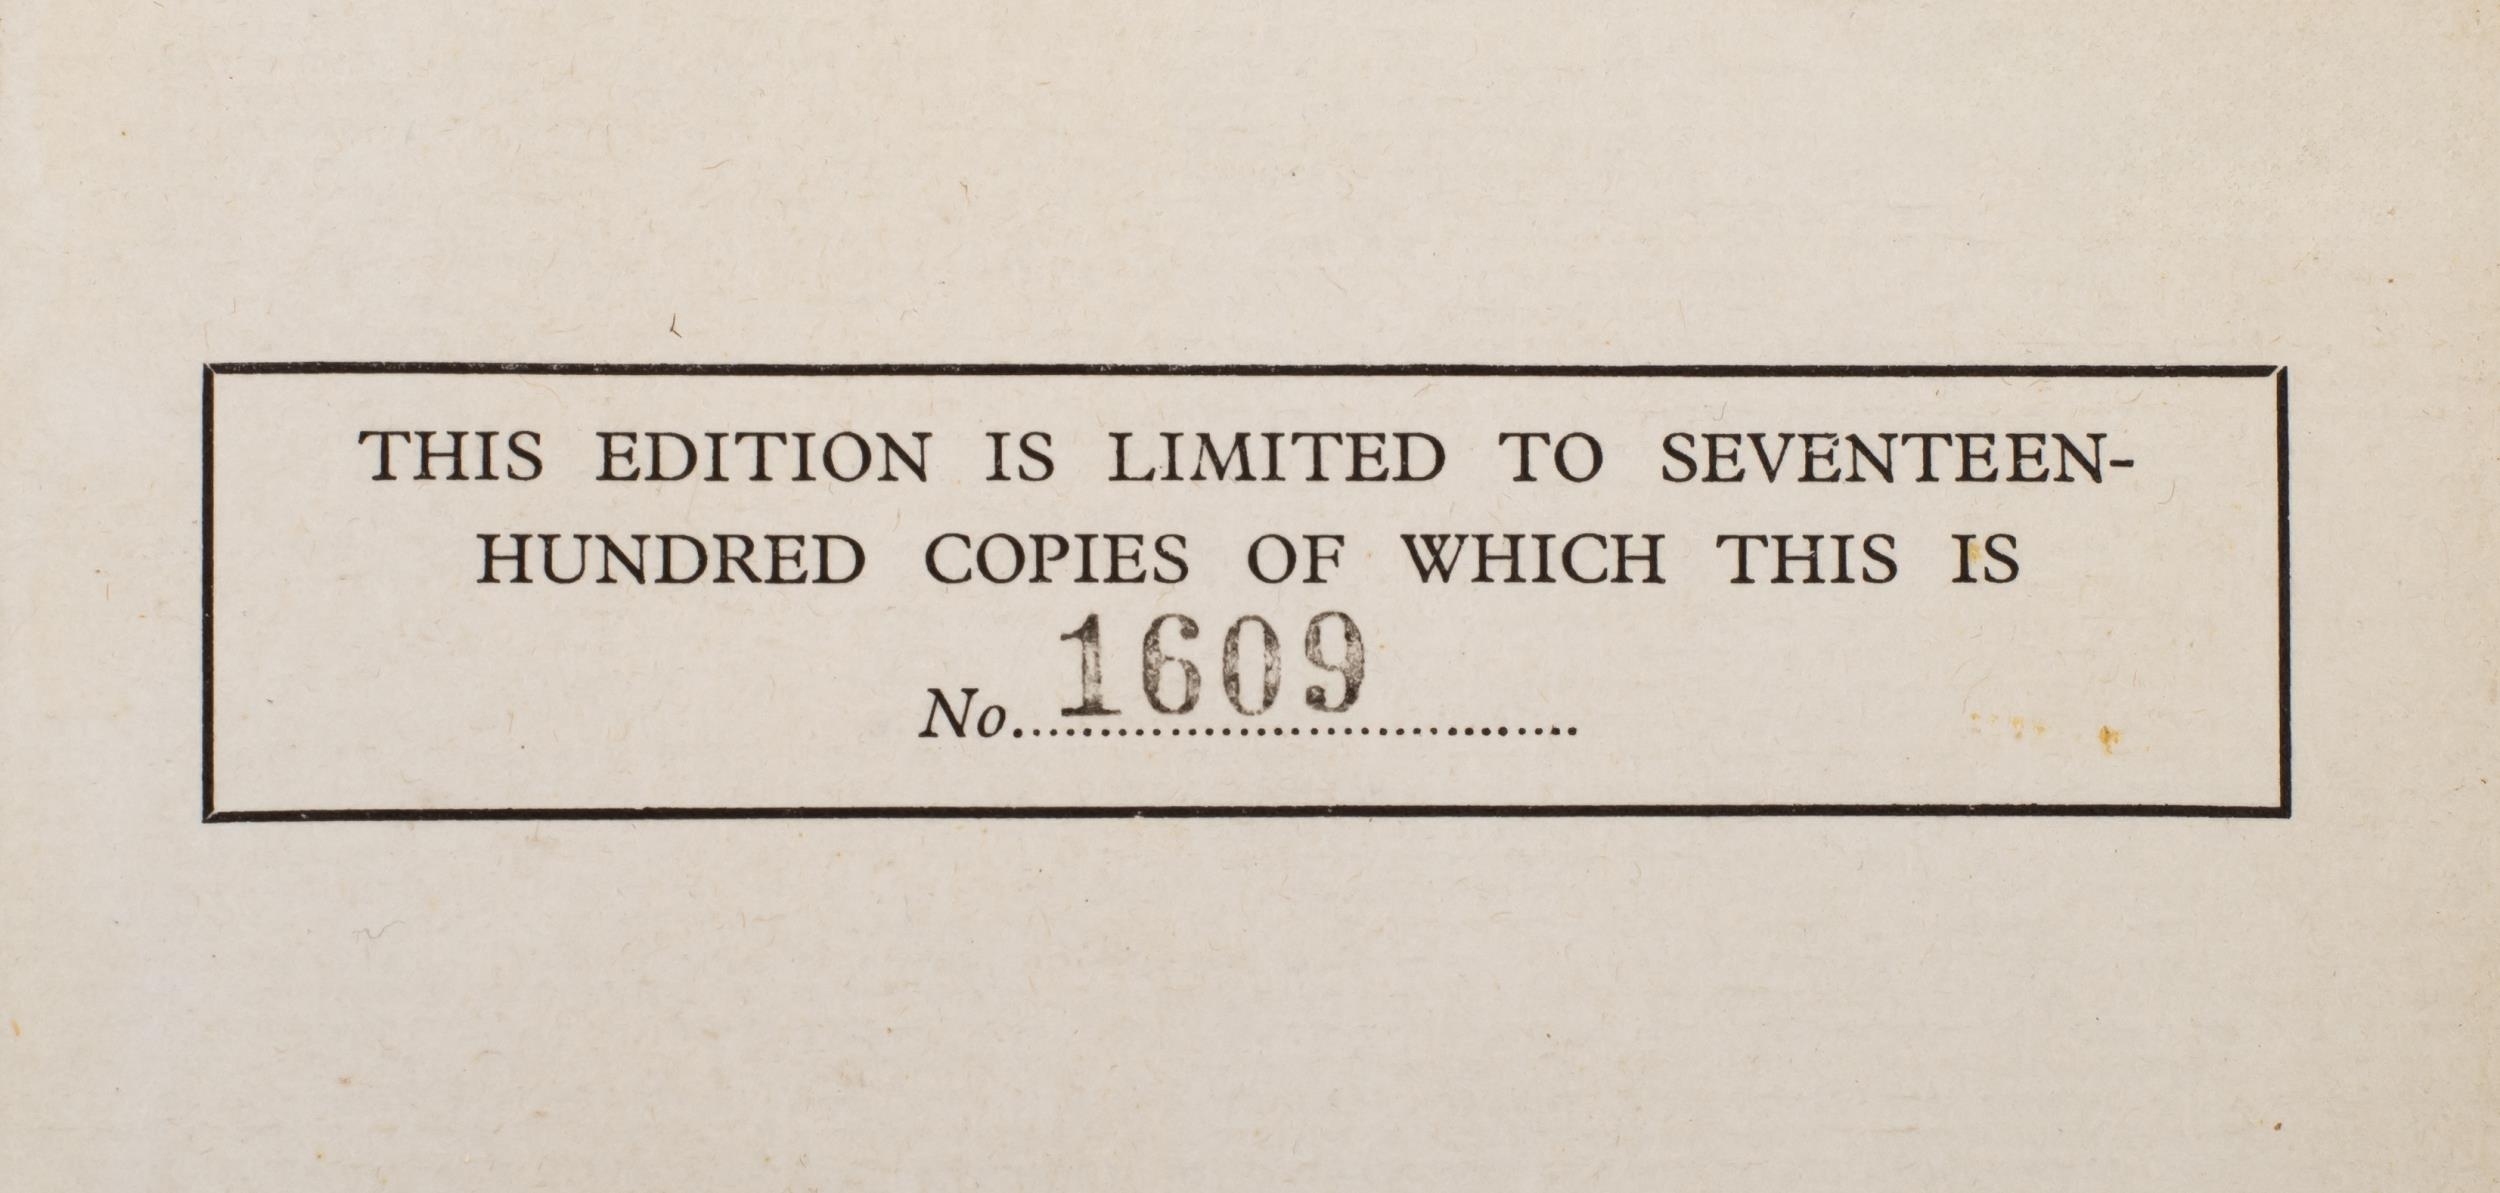 THIS EDITION IS LIMITED TO SEVENTEEN-
HUNDRED COPIES OF WHICH THIS IS
No. 1609